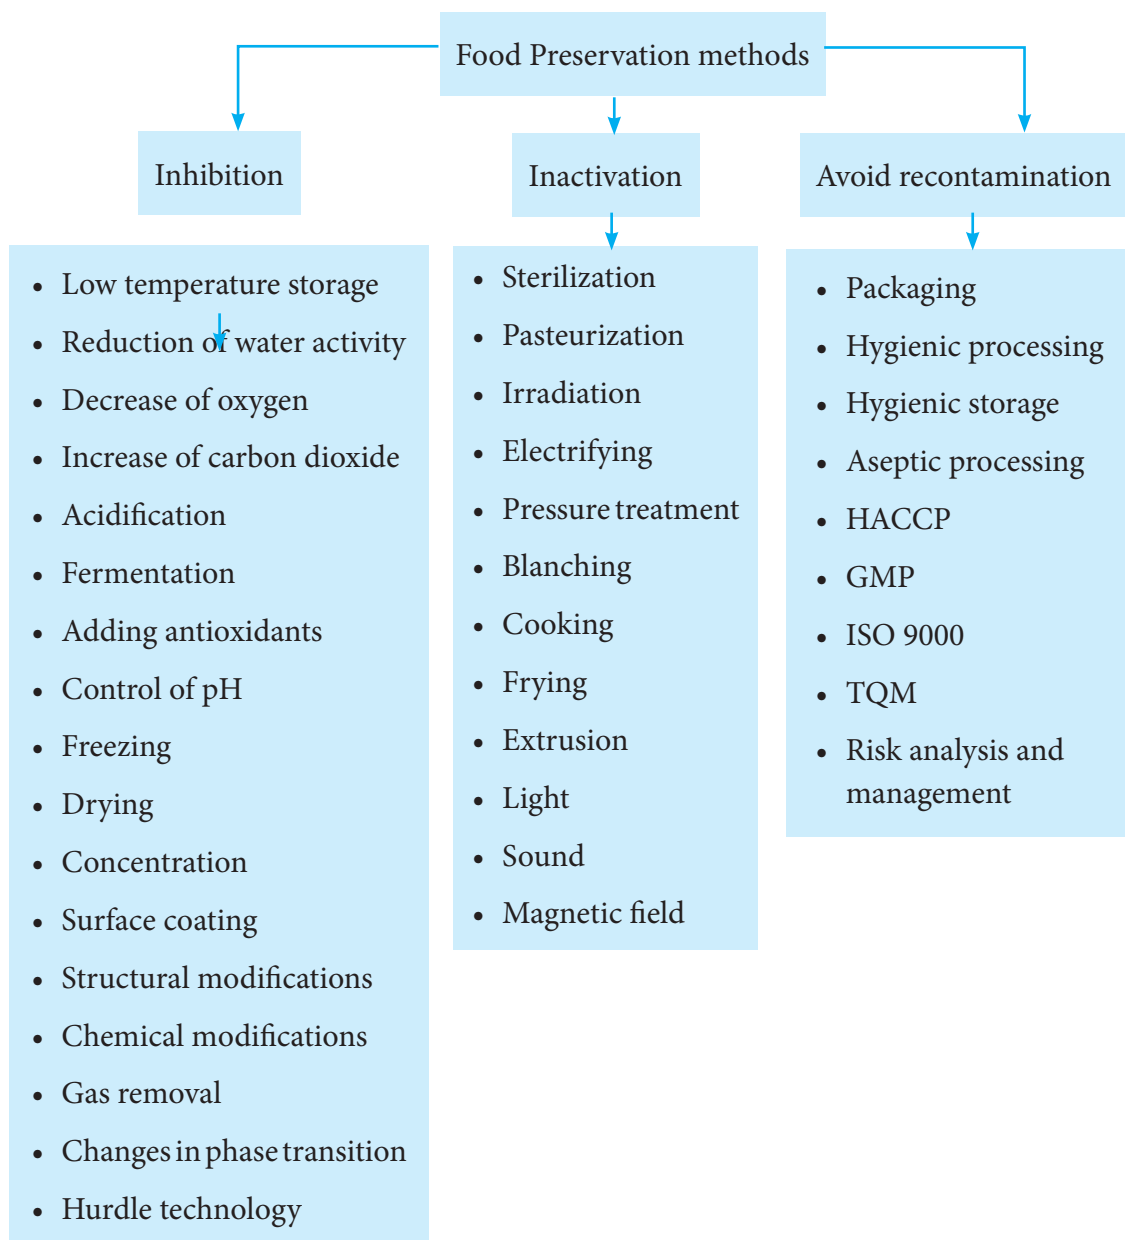 Food Preservation methods
Inhibition
• Low temperature storage
• Reduction of water activity
• Decrease of oxygen
• Increase of carbon dioxide
• Acidification
• Fermentation
• Adding antioxidants
• Control of pH
• Freezing
• Drying
• Concentration
• Surface coating
• Structural modifications
• Chemical modifications
• Gas removal
• Changes in phase transition
• Hurdle technology
Inactivation
• Sterilization
• Pasteurization
• Irradiation
• Electrifying
• Pressure treatment
• Blanching
• Cooking
• Frying
• Extrusion
• Light
• Sound
• Magnetic field
Avoid recontamination
• Packaging
• Hygienic processing
• Hygienic storage
• Aseptic processing
• HACCP
• GMP
• ISO 9000
• TQM
• Risk analysis and
management